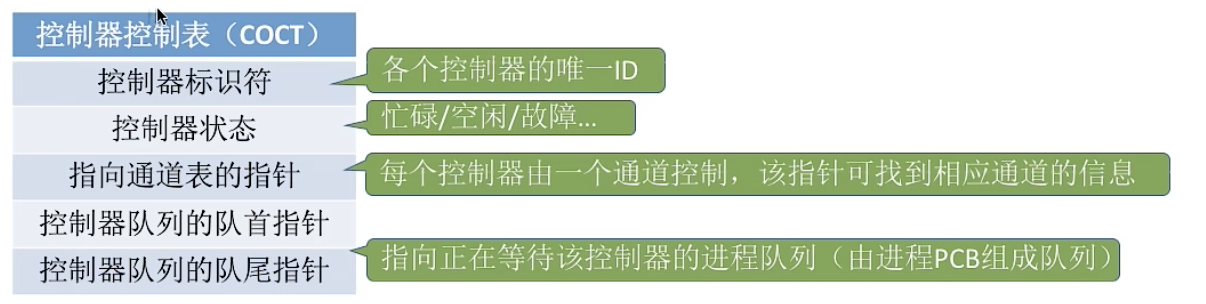 控制器控制表（COCT）
控制器标识符
各个控制器的唯一ID
控制器状态
忙碌/空闲/故障...
指向通道表的指针
每个控制器由一个通道控制，该指针可找到相应通道的信息
控制器队列的队首指针
控制器队列的队尾指针
指向正在等待该控制器的进程队列（由进程PCB组成队列）